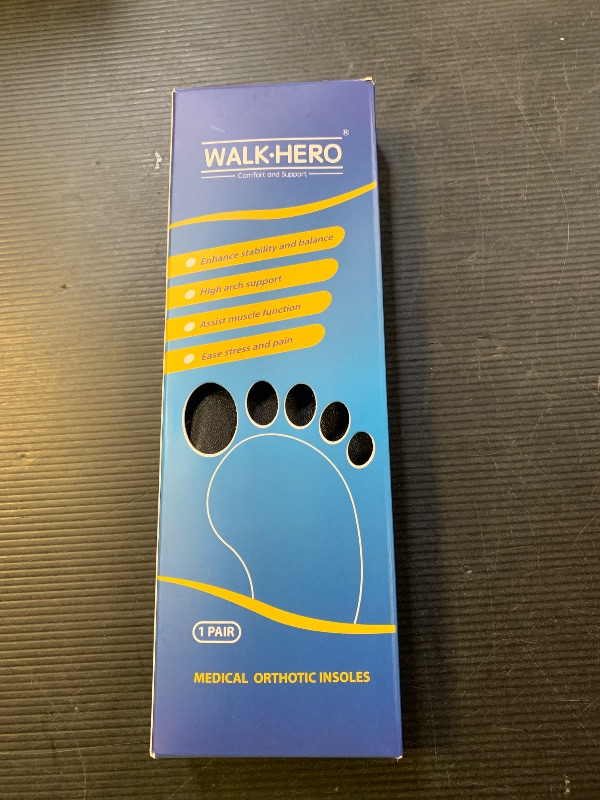 WALK·HERO®
Comfort and Support
Enhance stability and balance
High arch support
Assist muscle function
Ease stress and pain
1 PAIR
MEDICAL ORTHOTIC INSOLES